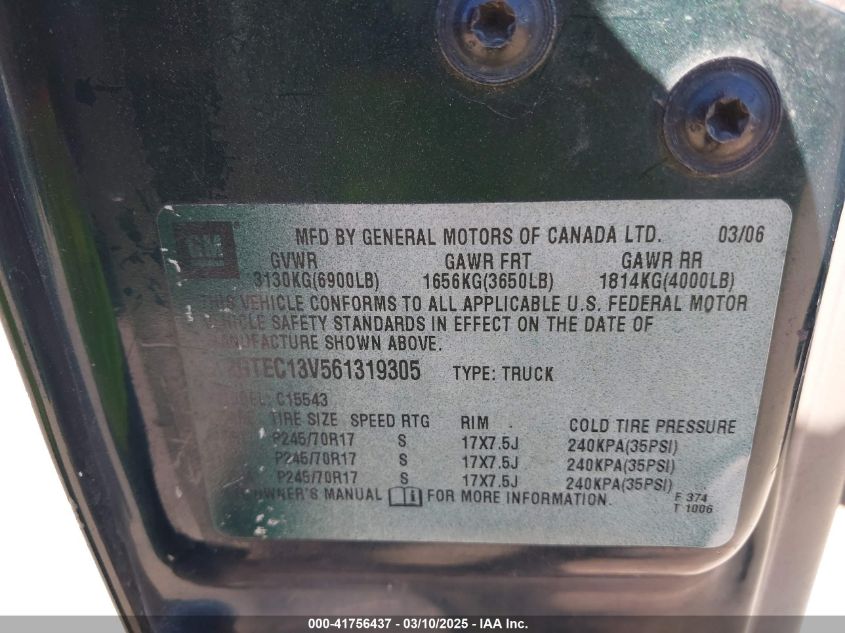 GM
MFD BY GENERAL MOTORS OF CANADA LTD. 03/06
GVWR GAWR FRT GAWR RR
3130KG(6900LB) 1656KG(3650LB) 1814KG(4000LB)
THIS VEHICLE CONFORMS TO ALL APPLICABLE U.S. FEDERAL MOTOR
VEHICLE SAFETY STANDARDS IN EFFECT ON THE DATE OF
MANUFACTURE SHOWN ABOVE.
2GTEC13V561319305 TYPE: TRUCK
MODEL: C15543
TIRE SIZE SPEED RTG RIM COLD TIRE PRESSURE
P245/70R17 S 17X7.5J 240KPA(35PSI)
P245/70R17 S 17X7.5J 240KPA(35PSI)
P245/70R17 S 17X7.5J 240KPA(35PSI)
OWNER'S MANUAL FOR MORE INFORMATION.
F 374
T 1006
000-41756437 - 03/10/2025 - IAA Inc.